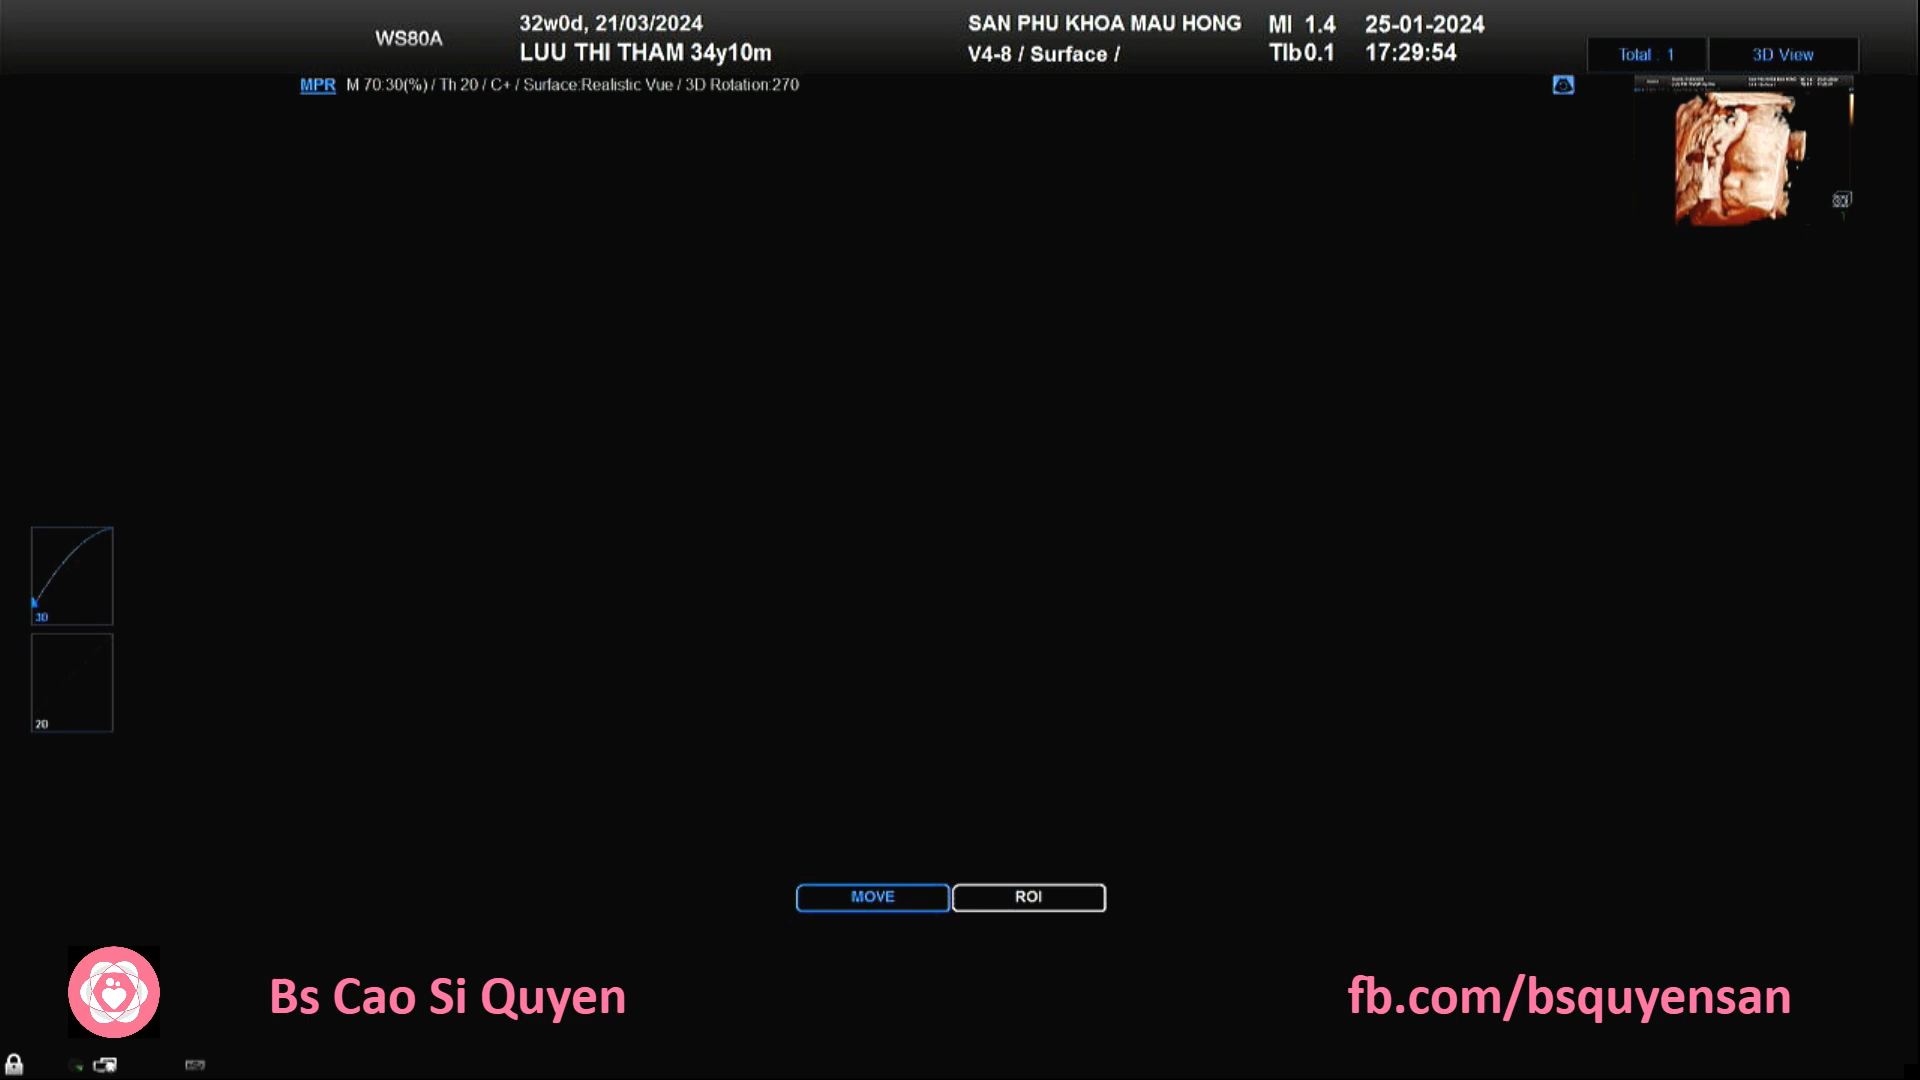 WS80A
32w0d, 21/03/2024
LUU THI THAM 34y10m
SAN PHU KHOA MAU HONG
V4-8 / Surface /
MI 1.4
TIb 0.1
25-01-2024
17:29:54
Total : 1
3D View
MPR M 70:30(%) / Th 20 / C+ / Surface:Realistic Vue / 3D Rotation:270
30
20
MOVE
ROI
Bs Cao Si Quyen
fb.com/bsquyensan